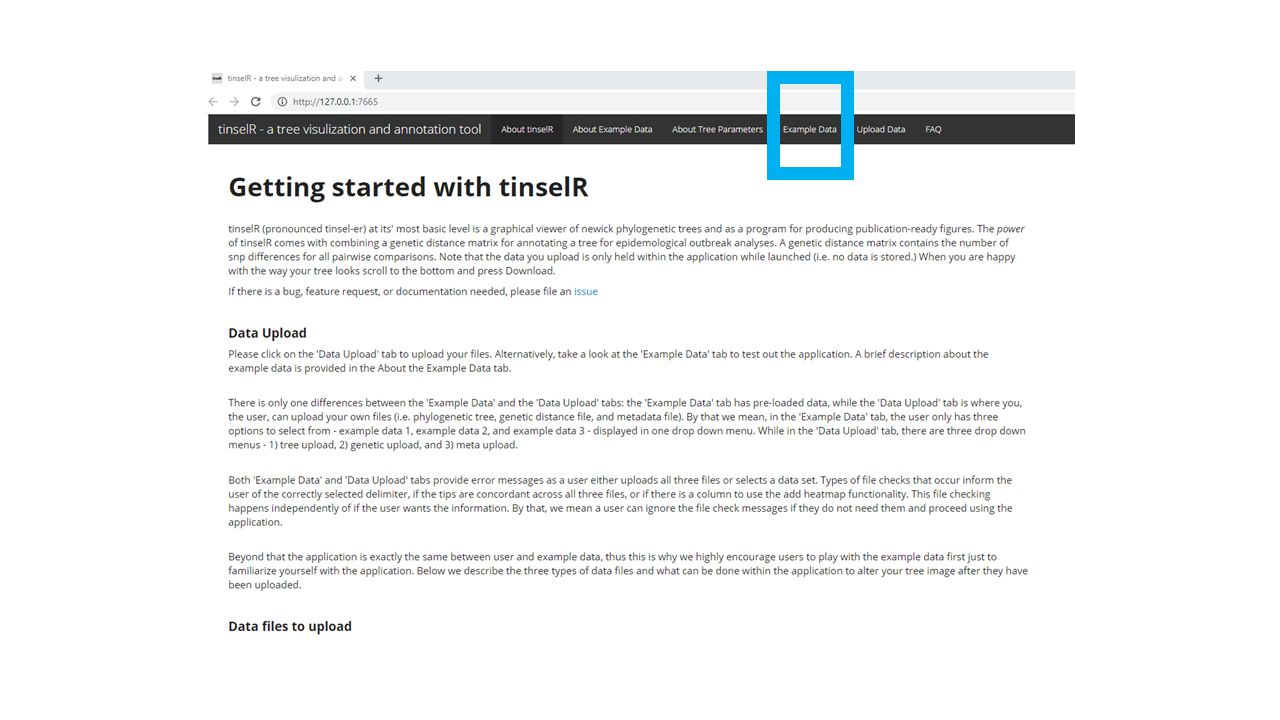 tinselR - a tree visulization and a
http://127.0.0.1:7665
tinselR - a tree visulization and annotation tool About tinselR About Example Data About Tree Parameters Example Data Upload Data FAQ
Getting started with tinselR
tinselR (pronounced tinsel-er) at its' most basic level is a graphical viewer of newick phylogenetic trees and as a program for producing publication-ready figures. The power
of tinselR comes with combining a genetic distance matrix for annotating a tree for epidemological outbreak analyses. A genetic distance matrix contains the number of
snp differences for all pairwise comparisons. Note that the data you upload is only held within the application while launched (i.e. no data is stored.) When you are happy
with the way your tree looks scroll to the bottom and press Download.
If there is a bug, feature request, or documentation needed, please file an issue
Data Upload
Please click on the 'Data Upload' tab to upload your files. Alternatively, take a look at the 'Example Data' tab to test out the application. A brief description about the
example data is provided in the About the Example Data tab.
There is only one differences between the 'Example Data' and the 'Data Upload' tabs: the 'Example Data' tab has pre-loaded data, while the 'Data Upload' tab is where you,
the user, can upload your own files (i.e. phylogenetic tree, genetic distance file, and metadata file). By that we mean, in the 'Example Data' tab, the user only has three
options to select from - example data 1, example data 2, and example data 3 - displayed in one drop down menu. While in the 'Data Upload' tab, there are three drop down
menus - 1) tree upload, 2) genetic upload, and 3) meta upload.
Both 'Example Data' and 'Data Upload' tabs provide error messages as a user either uploads all three files or selects a data set. Types of file checks that occur inform the
user of the correctly selected delimiter, if the tips are concordant across all three files, or if there is a column to use the add heatmap functionality. This file checking
happens independently of if the user wants the information. By that, we mean a user can ignore the file check messages if they do not need them and proceed using the
application.
Beyond that the application is exactly the same between user and example data, thus this is why we highly encourage users to play with the example data first just to
familiarize yourself with the application. Below we describe the three types of data files and what can be done within the application to alter your tree image after they have
been uploaded.
Data files to upload